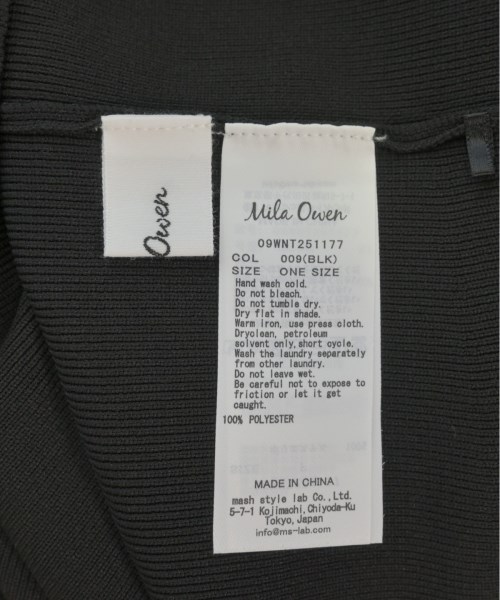 Owen
Mila Owen
09WNT251177
COL 009(BLK)
SIZE ONE SIZE
Hand wash cold.
Do not bleach.
Do not tumble dry.
Dry flat in shade.
Warm iron, use press cloth.
Dryclean, petroleum
solvent only,short cycle.
Wash the laundry separately
from other laundry.
Do not leave wet.
Be careful not to expose to
friction or let it get
caught.
100% POLYESTER
MADE IN CHINA
mash style lab Co.,Ltd.
5-7-1 Kojimachi,Chiyoda-Ku
Tokyo,Japan
info@ms-lab.com